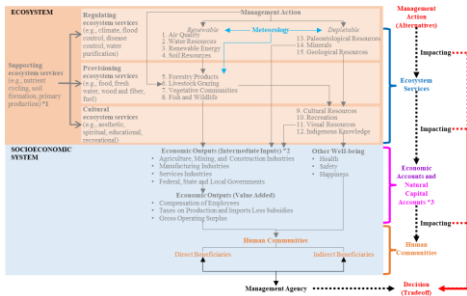 ECOSYSTEM
Regulating
ecosystem services
(e.g., climate, flood
control, disease
control, water
purification)
Supporting
ecosystem services
(e.g., nutrient
cycling, soil
formation, primary
production) *1
Provisioning
ecosystem services
(e.g., food, fresh
water, wood and fiber,
fuel)
Cultural
ecosystem services
(e.g., aesthetic,
spiritual, educational,
recreational)
Management Action
Renewable
Meteorology
Depletable
1. Air Quality
2. Water Resources
3. Renewable Energy
4. Soil Resources
13. Paleontological Resources
14. Minerals
15. Geological Resources
5. Forestry Products
6. Livestock Grazing
7. Vegetative Communities
8. Fish and Wildlife
9. Cultural Resources
10. Recreation
11. Visual Resources
12. Indigenous Knowledge
SOCIOECONOMIC
SYSTEM
Economic Outputs (Intermediate Inputs) *2
• Agriculture, Mining, and Construction Industries
• Manufacturing Industries
• Services Industries
• Federal, State and Local Governments
Other Well-being
• Health
• Safety
• Happiness
Economic Outputs (Value Added)
• Compensation of Employees
• Taxes on Production and Imports Less Subsidies
• Gross Operating Surplus
Human Communities
Direct Beneficiaries
Indirect Beneficiaries
Management Agency
Management
Action
(Alternatives)
Impacting
Ecosystem
Services
Impacting
Economic
Accounts and
Natural
Capital
Accounts *3
Impacting
Human
Communities
Decision
(Tradeoff)